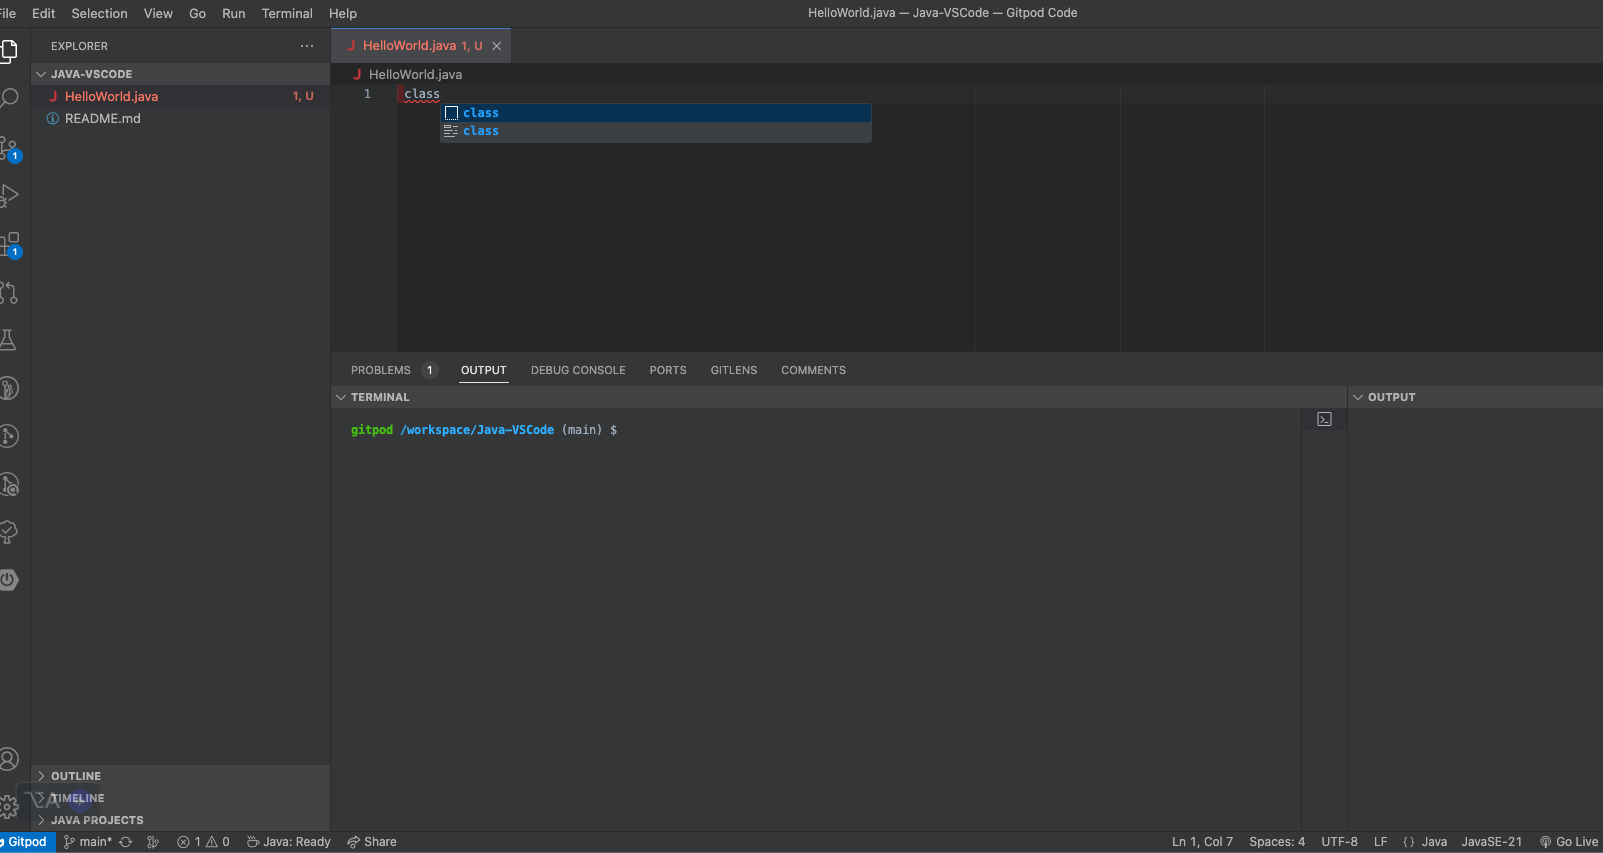 File Edit Selection View Go Run Terminal Help
HelloWorld.java — Java-VSCode — Gitpod Code
EXPLORER
JAVA-VSCODE
J HelloWorld.java 1, U
README.md
1
1
J HelloWorld.java 1, U
J HelloWorld.java
1 class
class
class
PROBLEMS 1 OUTPUT DEBUG CONSOLE PORTS GITLENS COMMENTS
TERMINAL
gitpod /workspace/Java-VSCode (main) $
OUTPUT
OUTLINE
TIMELINE
JAVA PROJECTS
⌥A
Gitpod main* 1 0 Java: Ready Share
Ln 1, Col 7 Spaces: 4 UTF-8 LF {} Java JavaSE-21 Go Live